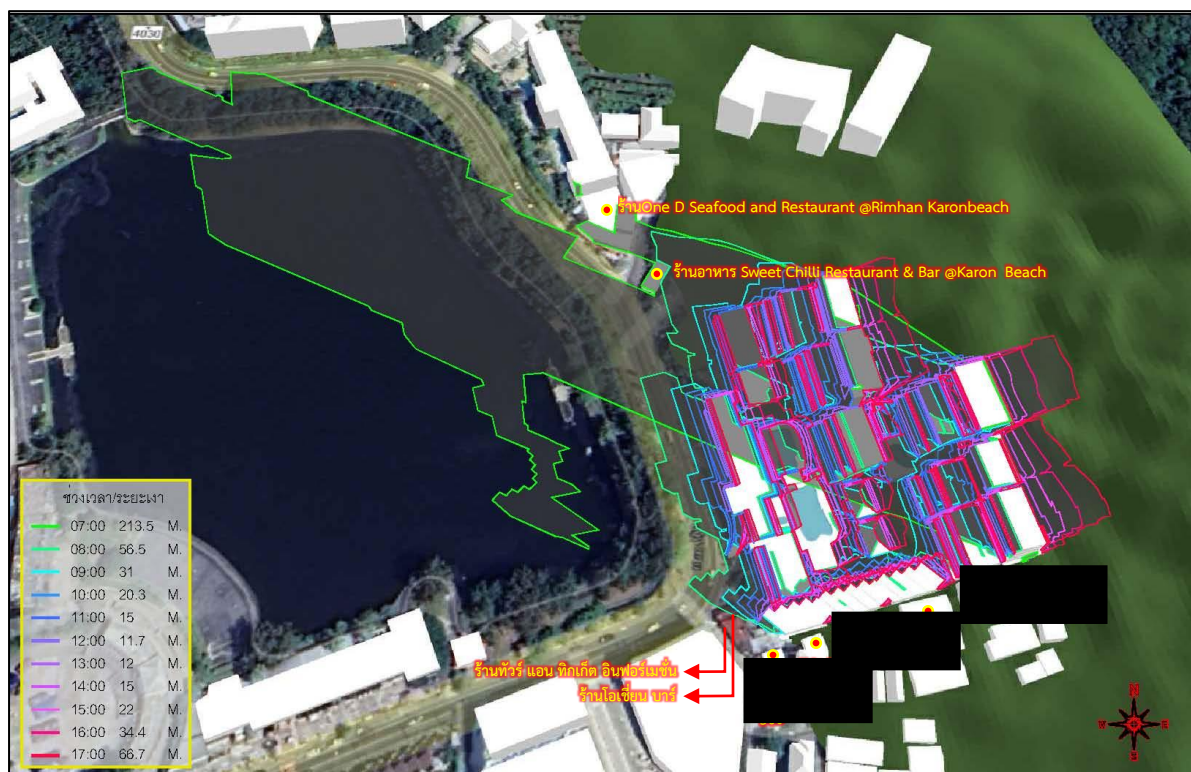 4030
ร้านOne D Seafood and Restaurant @Rimhan Karonbeach
ร้านอาหาร Sweet Chilli Restaurant & Bar @Karon Beach
ช่วงเวลา/ระยะเงา
07:00 213.5 M.
08:00 56.5 M.
09:00 31 M.
10:00 20.3 M.
11:00 15 M.
12:00 11.7 M.
13:00 12 M.
14:00 15 M.
15:00 22 M.
16:00 34.4 M.
17:00 66.7 M.
ร้านทัวร์ แอน ทิกเก็ต อินฟอร์เมชั่น
ร้านโอเชี่ยน บาร์